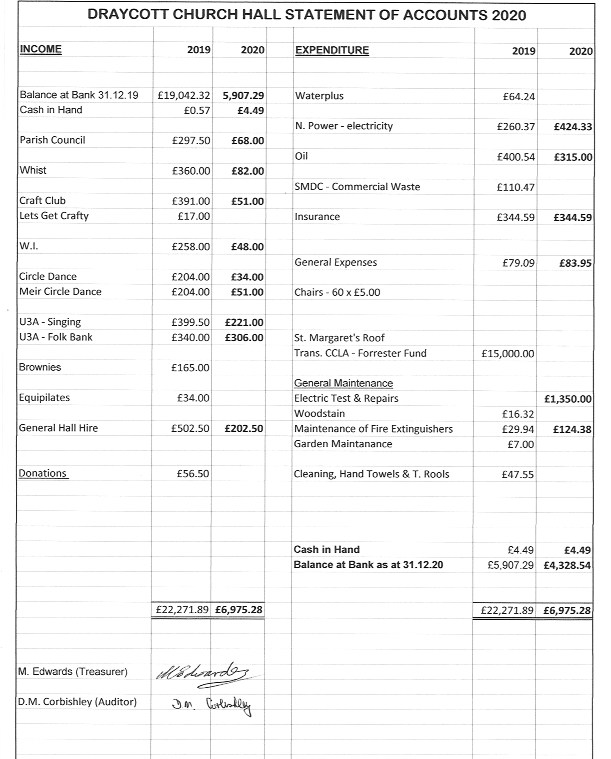 DRAYCOTT CHURCH HALL STATEMENT OF ACCOUNTS 2020
INCOME 2019 2020 EXPENDITURE 2019 2020
Balance at Bank 31.12.19 £19,042.32 5,907.29 Waterplus £64.24
Cash in Hand £0.57 £4.49
N. Power - electricity £260.37 £424.33
Parish Council £297.50 £68.00
Oil £400.54 £315.00
Whist £360.00 £82.00
SMDC - Commercial Waste £110.47
Craft Club £391.00 £51.00
Lets Get Crafty £17.00 Insurance £344.59 £344.59
W.I. £258.00 £48.00
General Expenses £79.09 £83.95
Circle Dance £204.00 £34.00
Meir Circle Dance £204.00 £51.00 Chairs - 60 x £5.00
U3A - Singing £399.50 £221.00
U3A - Folk Bank £340.00 £306.00 St. Margaret's Roof
Trans. CCLA - Forrester Fund £15,000.00
Brownies £165.00
General Maintenance
Equipilates £34.00 Electric Test & Repairs £1,350.00
Woodstain £16.32
General Hall Hire £502.50 £202.50 Maintenance of Fire Extinguishers £29.94 £124.38
Garden Maintanance £7.00
Donations £56.50 Cleaning, Hand Towels & T. Rools £47.55
Cash in Hand £4.49 £4.49
Balance at Bank as at 31.12.20 £5,907.29 £4,328.54
£22,271.89 £6,975.28 £22,271.89 £6,975.28
M. Edwards (Treasurer) M Edwards
D.M. Corbishley (Auditor) D.M. Corbishley